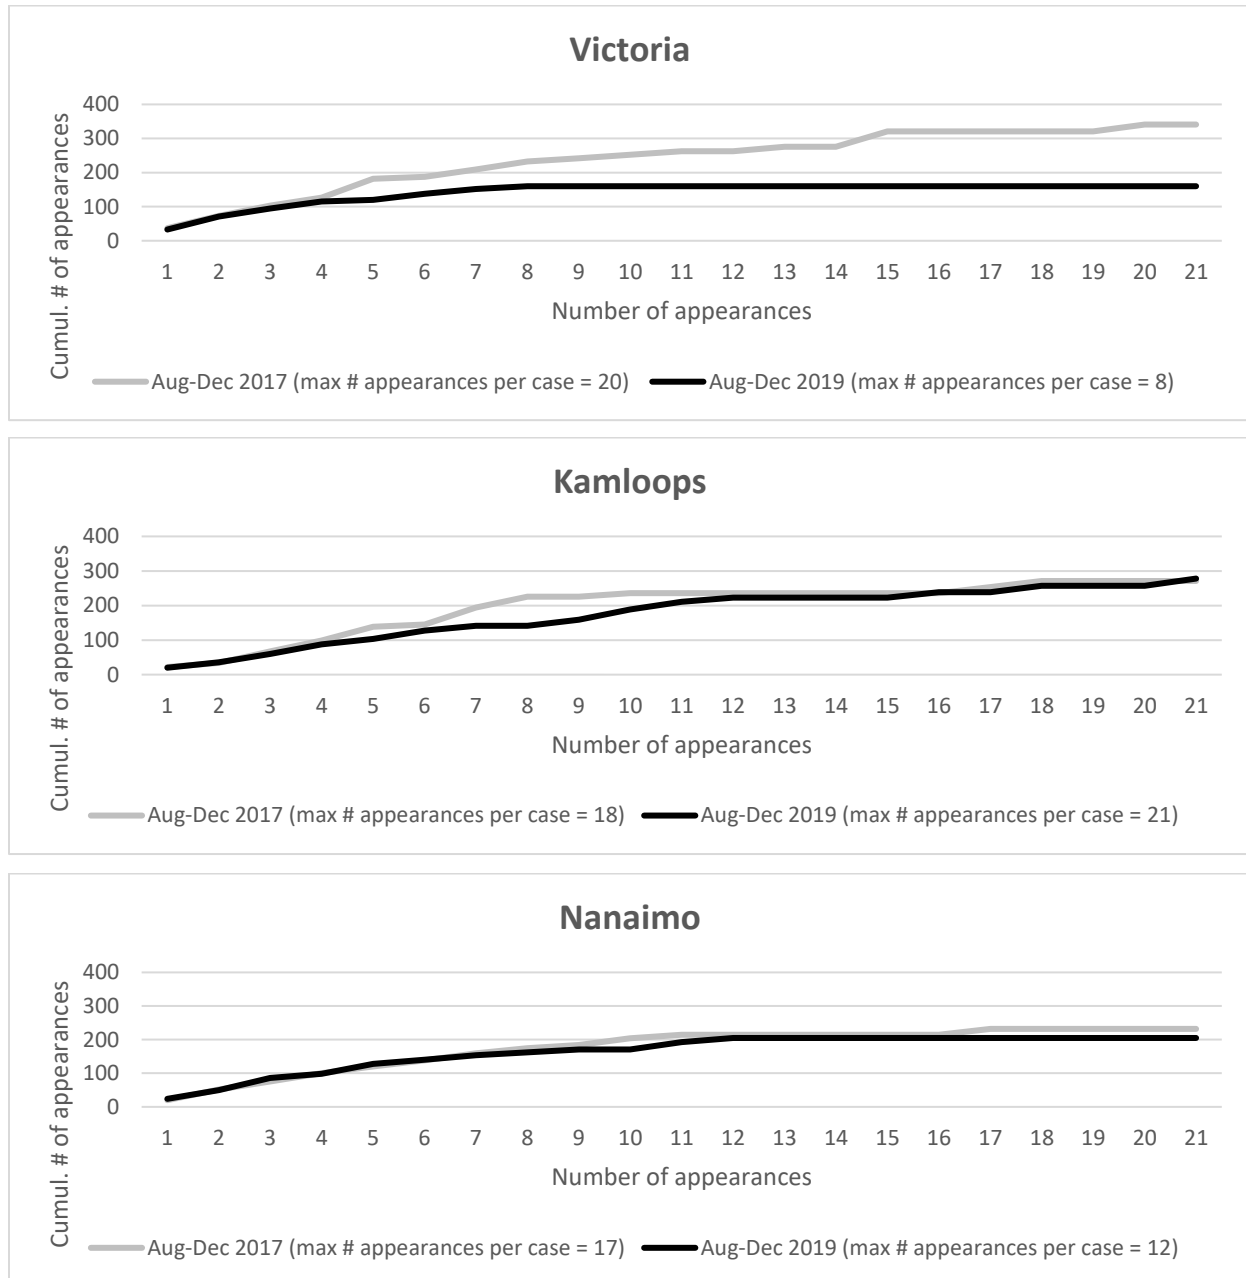 Victoria
Cumul. # of appearances
400
300
200
100
0
1 2 3 4 5 6 7 8 9 10 11 12 13 14 15 16 17 18 19 20 21
Number of appearances
Aug-Dec 2017 (max # appearances per case = 20) Aug-Dec 2019 (max # appearances per case = 8)
Kamloops
Cumul. # of appearances
400
300
200
100
0
1 2 3 4 5 6 7 8 9 10 11 12 13 14 15 16 17 18 19 20 21
Number of appearances
Aug-Dec 2017 (max # appearances per case = 18) Aug-Dec 2019 (max # appearances per case = 21)
Nanaimo
Cumul. # of appearances
400
300
200
100
0
1 2 3 4 5 6 7 8 9 10 11 12 13 14 15 16 17 18 19 20 21
Number of appearances
Aug-Dec 2017 (max # appearances per case = 17) Aug-Dec 2019 (max # appearances per case = 12)